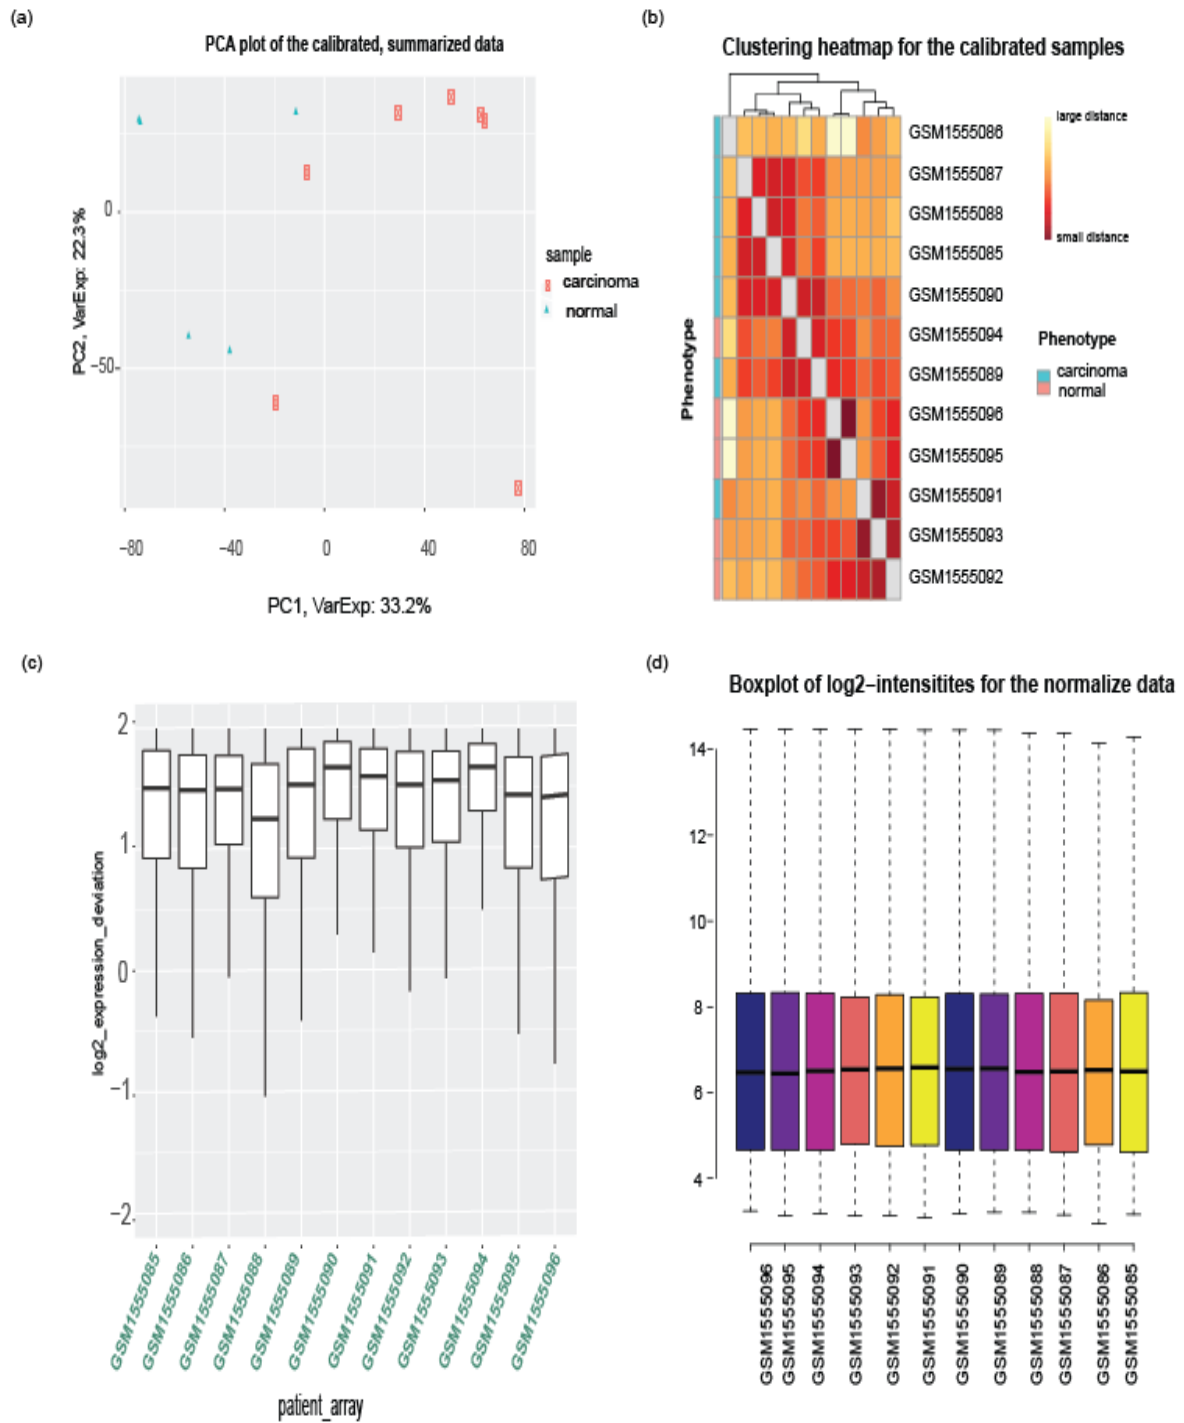 (a)
PCA plot of the calibrated, summarized data
PC2, VarExp: 22.3%
0
−50
−80
−40
0
40
80
PC1, VarExp: 33.2%
sample
carcinoma
normal
(b)
Clustering heatmap for the calibrated samples
GSM1555086
GSM1555087
GSM1555088
GSM1555085
GSM1555090
GSM1555094
GSM1555089
GSM1555096
GSM1555095
GSM1555091
GSM1555093
GSM1555092
large distance
small distance
Phenotype
Phenotype
carcinoma
normal
(c)
log2_expression_deviation
2
1
0
−1
−2
GSM1555085
GSM1555086
GSM1555087
GSM1555088
GSM1555089
GSM1555090
GSM1555091
GSM1555092
GSM1555093
GSM1555094
GSM1555095
GSM1555096
patient_array
(d)
Boxplot of log2−intensitites for the normalize data
14
12
10
8
6
4
GSM1555096
GSM1555095
GSM1555094
GSM1555093
GSM1555092
GSM1555091
GSM1555090
GSM1555089
GSM1555088
GSM1555087
GSM1555086
GSM1555085